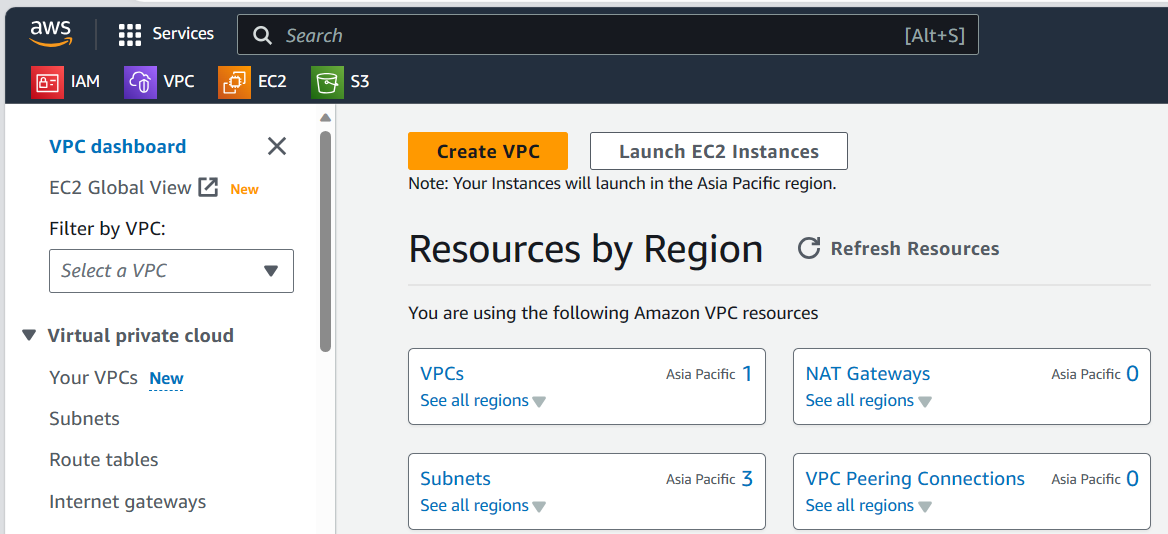 aws
Services
Search [Alt+S]
IAM VPC EC2 S3
VPC dashboard
EC2 Global View New
Filter by VPC:
Select a VPC
Virtual private cloud
Your VPCs New
Subnets
Route tables
Internet gateways
Create VPC
Launch EC2 Instances
Note: Your Instances will launch in the Asia Pacific region.
Resources by Region
Refresh Resources
You are using the following Amazon VPC resources
VPCs Asia Pacific 1
See all regions
NAT Gateways Asia Pacific 0
See all regions
Subnets Asia Pacific 3
See all regions
VPC Peering Connections Asia Pacific 0
See all regions